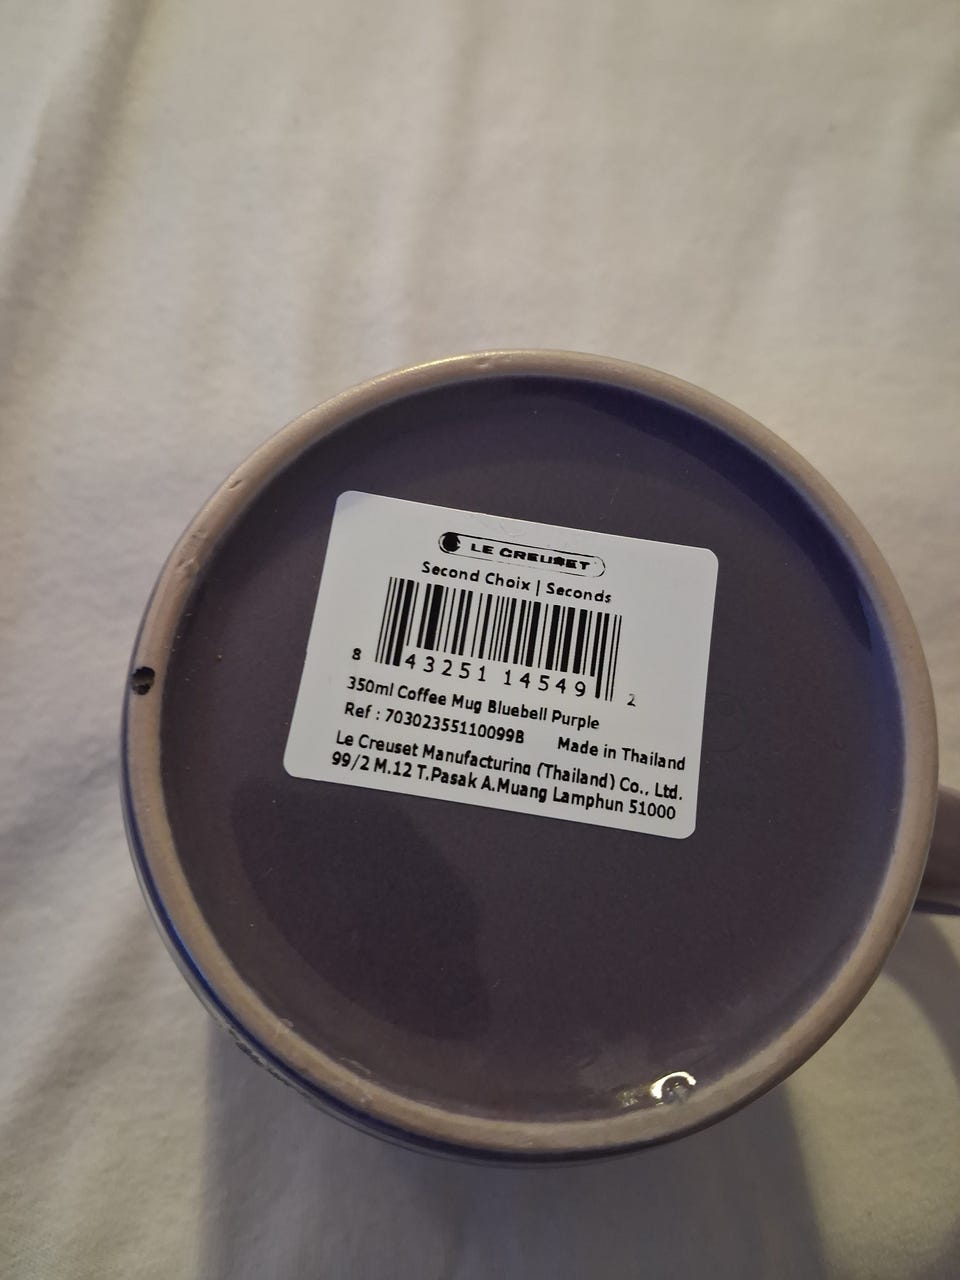 LE CREUSET
Second Choix | Seconds
8 43251 14549 2
350ml Coffee Mug Bluebell Purple
Ref : 70302355110099B Made in Thailand
Le Creuset Manufacturing (Thailand) Co., Ltd.
99/2 M.12 T.Pasak A.Muang Lamphun 51000